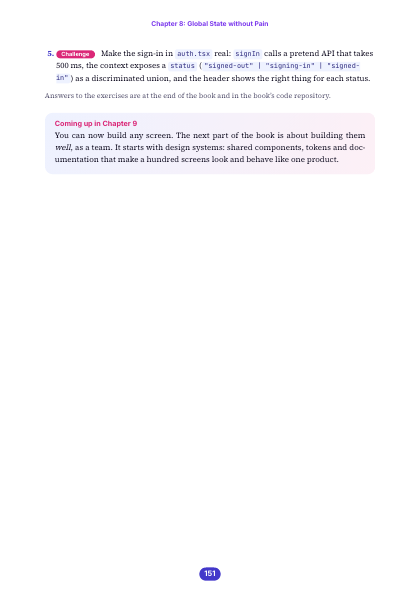 Chapter 8: Global State without Pain
5. Challenge Make the sign-in in auth.tsx real: signIn calls a pretend API that takes
500 ms, the context exposes a status ("signed-out" | "signing-in" | "signed-
in") as a discriminated union, and the header shows the right thing for each status.
Answers to the exercises are at the end of the book and in the book's code repository.
Coming up in Chapter 9
You can now build any screen. The next part of the book is about building them
well, as a team. It starts with design systems: shared components, tokens and doc-
umentation that make a hundred screens look and behave like one product.
151